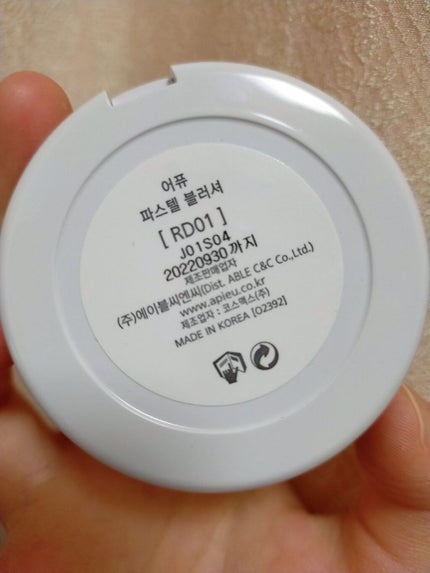 어퓨
파스텔 블러셔
[ RD01 ]
J01S04
20220930까지
제조판매업자
(주)에이블씨엔씨(Dist. ABLE C&C Co.,Ltd.)
www.apieu.co.kr
제조업자 : 코스맥스(주)
MADE IN KOREA [O2392]